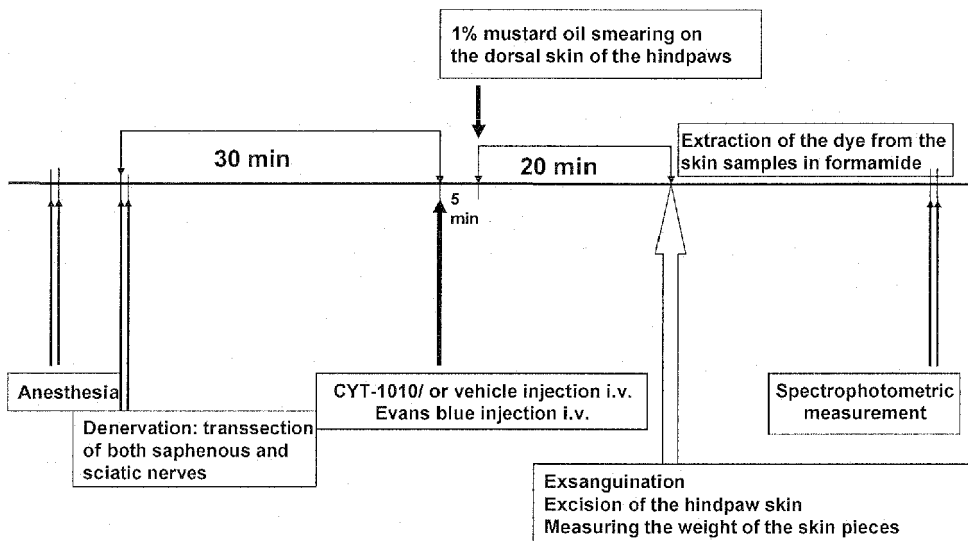 1% mustard oil smearing on
the dorsal skin of the hindpaws
30 min
20 min
Extraction of the dye from the
skin samples in formamide
5
min
Anesthesia
Denervation: transsection
of both saphenous and
sciatic nerves
CYT-1010/ or vehicle injection i.v.
Evans blue injection i.v.
Spectrophotometric
measurement
Exsanguination
Excision of the hindpaw skin
Measuring the weight of the skin pieces